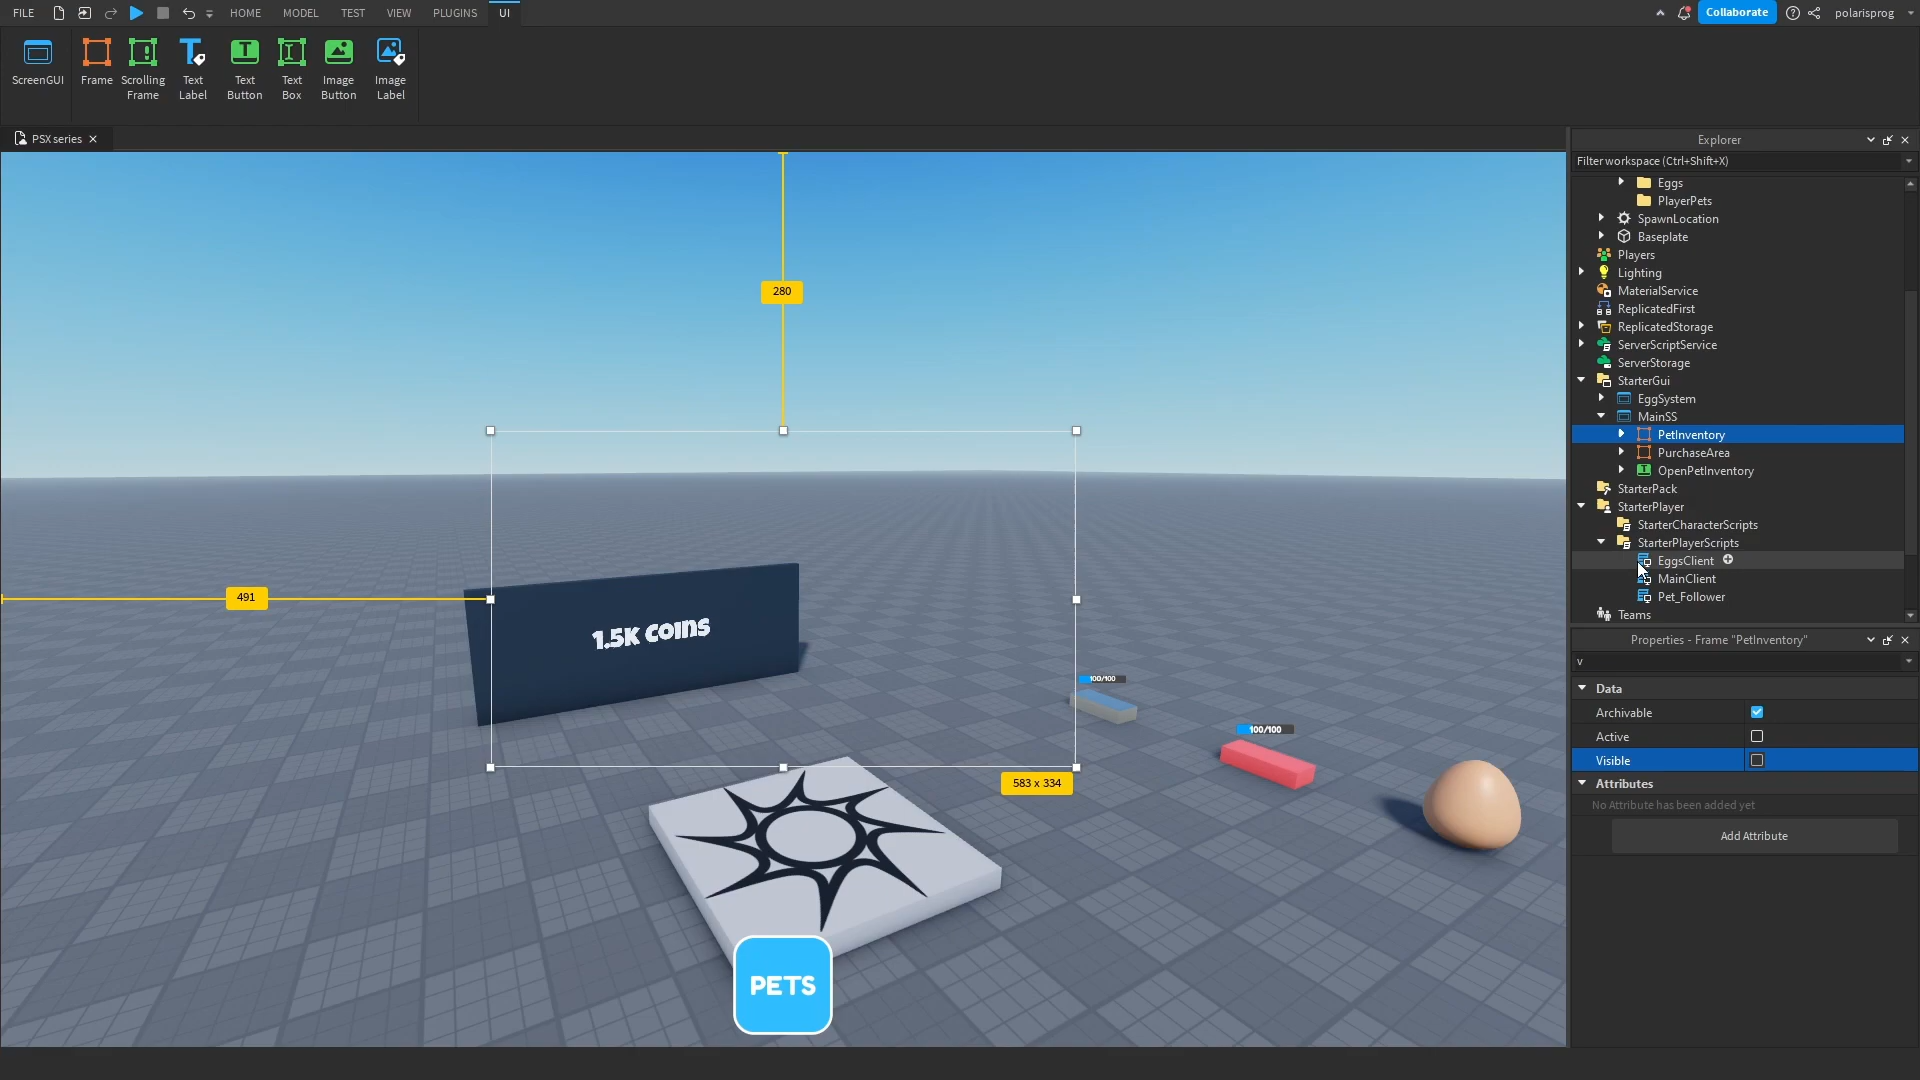 FILE
HOME
MODEL
TEST
VIEW
PLUGINS
UI
Collaborate
polarisprog
ScreenGUI
Frame
Scrolling
Frame
Text
Label
Text
Button
Text
Box
Image
Button
Image
Label
PSX series
280
491
1.5K coins
100/100
100/100
583 x 334
PETS
Explorer
Filter workspace (Ctrl+Shift+X)
Eggs
PlayerPets
SpawnLocation
Baseplate
Players
Lighting
MaterialService
ReplicatedFirst
ReplicatedStorage
ServerScriptService
ServerStorage
StarterGui
EggSystem
MainSS
PetInventory
PurchaseArea
OpenPetInventory
StarterPack
StarterPlayer
StarterCharacterScripts
StarterPlayerScripts
EggsClient
MainClient
Pet_Follower
Teams
Properties - Frame "PetInventory"
v
Data
Archivable
Active
Visible
Attributes
No Attribute has been added yet
Add Attribute